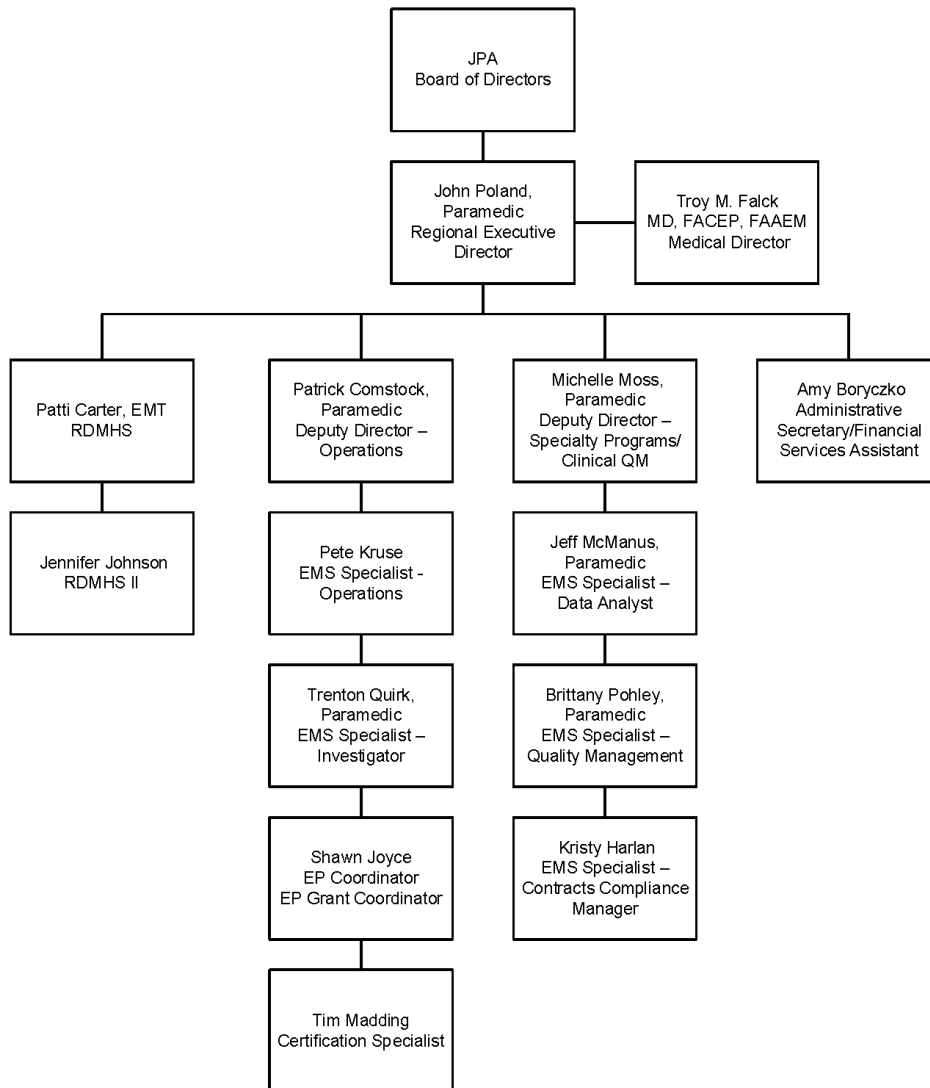 JPA
Board of Directors
John Poland,
Paramedic
Regional Executive
Director
Troy M. Falck
MD, FACEP, FAAEM
Medical Director
Patti Carter, EMT
RDMHS
Patrick Comstock,
Paramedic
Deputy Director –
Operations
Michelle Moss,
Paramedic
Deputy Director –
Specialty Programs/
Clinical QM
Amy Boryczko
Administrative
Secretary/Financial
Services Assistant
Jennifer Johnson
RDMHS II
Pete Kruse
EMS Specialist -
Operations
Jeff McManus,
Paramedic
EMS Specialist –
Data Analyst
Trenton Quirk,
Paramedic
EMS Specialist –
Investigator
Brittany Pohley,
Paramedic
EMS Specialist –
Quality Management
Shawn Joyce
EP Coordinator
EP Grant Coordinator
Kristy Harlan
EMS Specialist –
Contracts Compliance
Manager
Tim Madding
Certification Specialist